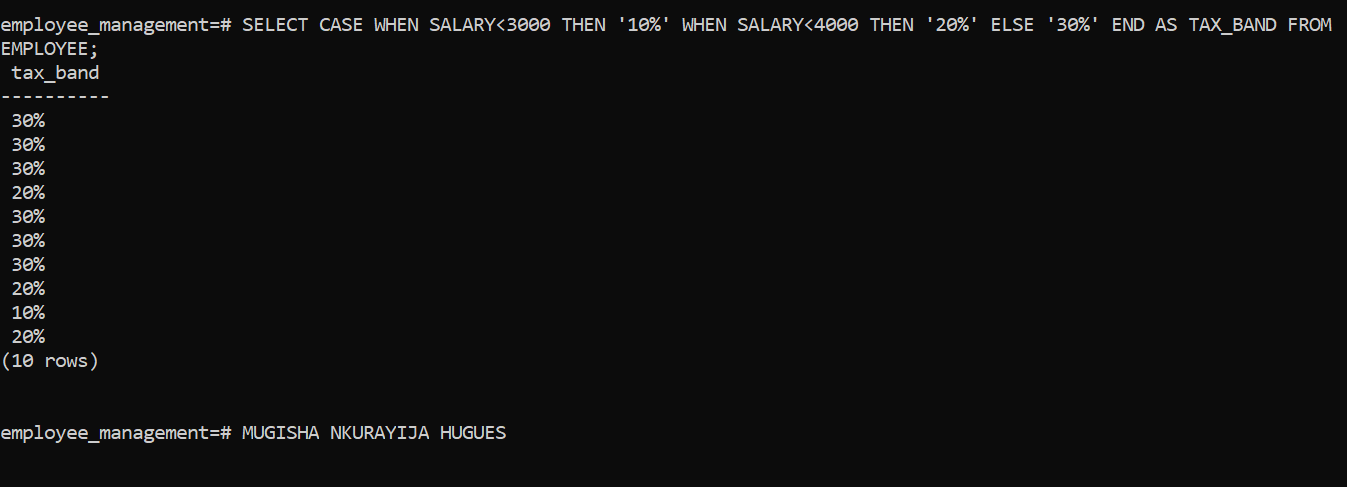 employee_management=# SELECT CASE WHEN SALARY<3000 THEN '10%' WHEN SALARY<4000 THEN '20%' ELSE '30%' END AS TAX_BAND FROM
EMPLOYEE;
 tax_band
----------
 30%
 30%
 30%
 20%
 30%
 30%
 30%
 20%
 10%
 20%
(10 rows)
employee_management=# MUGISHA NKURAYIJA HUGUES